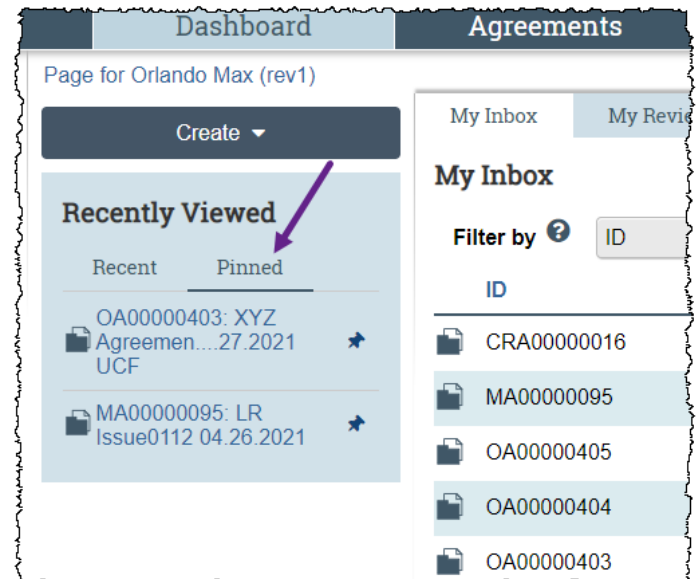 Dashboard
Agreements
Page for Orlando Max (rev1)
Create
My Inbox
Recently Viewed
Recent
Pinned
OA00000403: XYZ
Agreemen....27.2021
UCF
MA00000095: LR
Issue0112 04.26.2021
My Revie
My Inbox
Filter by ?
ID
ID
CRA00000016
MA00000095
OA00000405
OA00000404
OA00000403